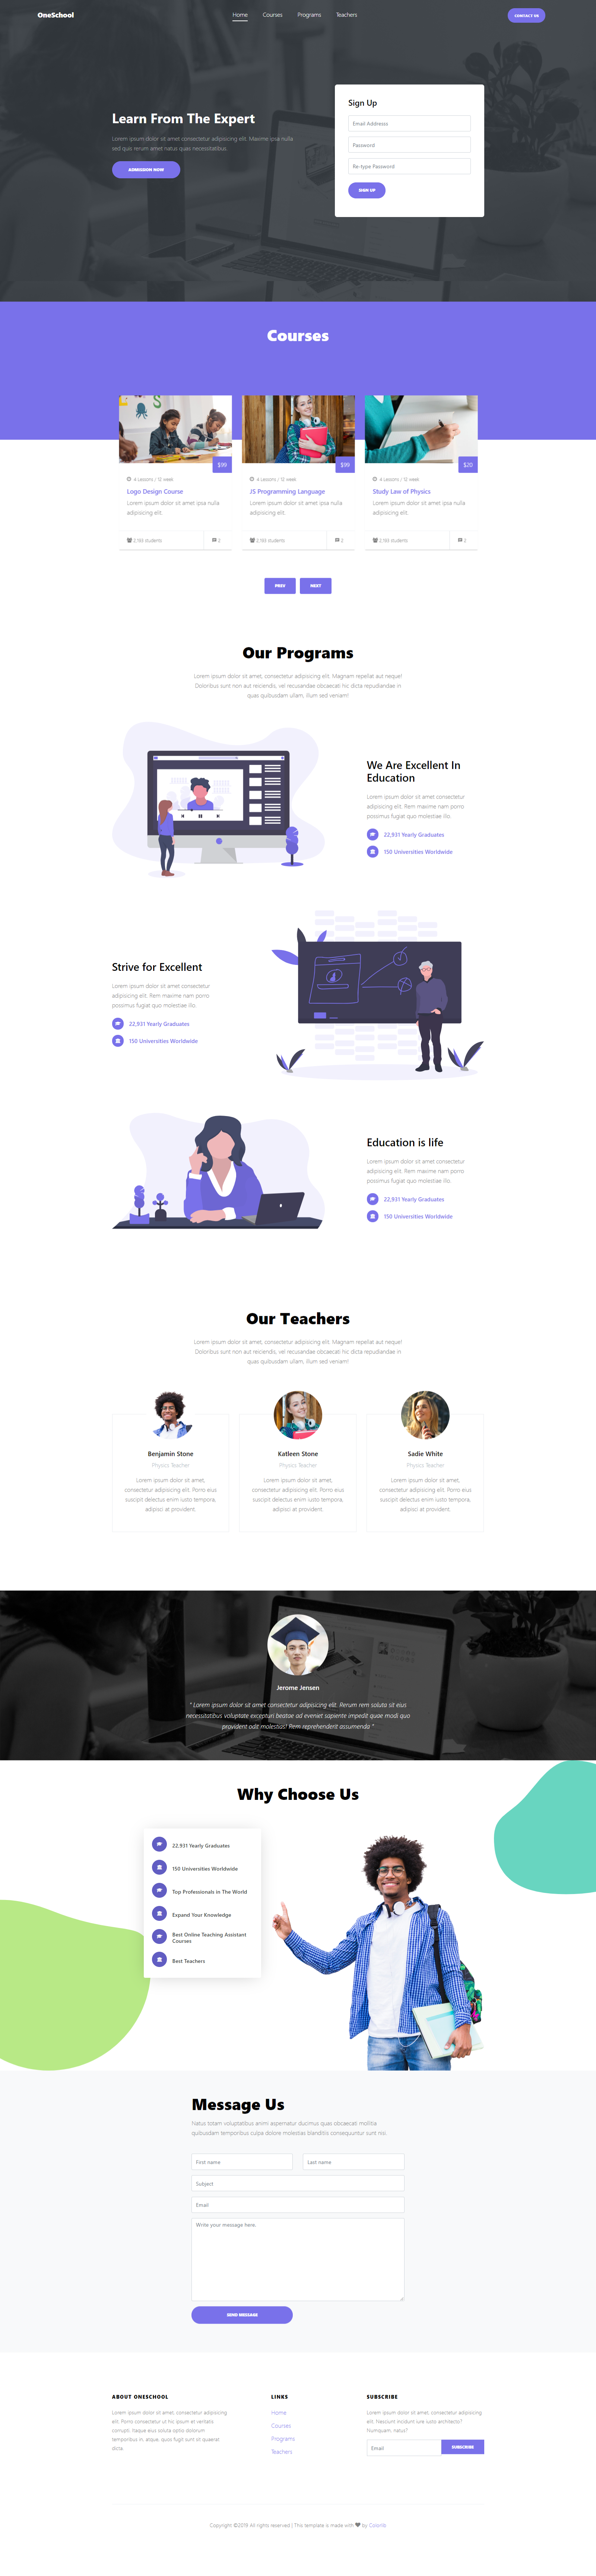 OneSchool
Home Courses Programs Teachers
CONTACT US
Learn From The Expert
Lorem ipsum dolor sit amet consectetur adipisicing elit. Maxime ipsa nulla
sed quis rerum amet natus quas necessitatibus.
ADMISSION NOW
Sign Up
Email Addresss
Password
Re-type Password
SIGN UP
Courses
$99
4 Lessons / 12 week
Logo Design Course
Lorem ipsum dolor sit amet ipsa nulla
adipisicing elit.
2,193 students
2
$99
4 Lessons / 12 week
JS Programming Language
Lorem ipsum dolor sit amet ipsa nulla
adipisicing elit.
2,193 students
2
$20
4 Lessons / 12 week
Study Law of Physics
Lorem ipsum dolor sit amet ipsa nulla
adipisicing elit.
2,193 students
2
PREV
NEXT
Our Programs
Lorem ipsum dolor sit amet, consectetur adipisicing elit. Magnam repellat aut neque!
Doloribus sunt non aut reiciendis, vel recusandae obcaecati hic dicta repudiandae in
quas quibusdam ullam, illum sed veniam!
We Are Excellent In
Education
Lorem ipsum dolor sit amet consectetur
adipisicing elit. Rem maxime nam porro
possimus fugiat quo molestiae illo.
22,931 Yearly Graduates
150 Universities Worldwide
Strive for Excellent
Lorem ipsum dolor sit amet consectetur
adipisicing elit. Rem maxime nam porro
possimus fugiat quo molestiae illo.
22,931 Yearly Graduates
150 Universities Worldwide
Education is life
Lorem ipsum dolor sit amet consectetur
adipisicing elit. Rem maxime nam porro
possimus fugiat quo molestiae illo.
22,931 Yearly Graduates
150 Universities Worldwide
Our Teachers
Lorem ipsum dolor sit amet, consectetur adipisicing elit. Magnam repellat aut neque!
Doloribus sunt non aut reiciendis, vel recusandae obcaecati hic dicta repudiandae in
quas quibusdam ullam, illum sed veniam!
Benjamin Stone
Physics Teacher
Lorem ipsum dolor sit amet,
consectetur adipisicing elit. Porro eius
suscipit delectus enim iusto tempora,
adipisci at provident.
Katleen Stone
Physics Teacher
Lorem ipsum dolor sit amet,
consectetur adipisicing elit. Porro eius
suscipit delectus enim iusto tempora,
adipisci at provident.
Sadie White
Physics Teacher
Lorem ipsum dolor sit amet,
consectetur adipisicing elit. Porro eius
suscipit delectus enim iusto tempora,
adipisci at provident.
Jerome Jensen
" Lorem ipsum dolor sit amet consectetur adipisicing elit. Rerum rem soluta sit eius
necessitatibus voluptate excepturi beatae ad eveniet sapiente impedit quae modi quo
provident odit molestias! Rem reprehenderit assumenda "
Why Choose Us
22,931 Yearly Graduates
150 Universities Worldwide
Top Professionals in The World
Expand Your Knowledge
Best Online Teaching Assistant
Courses
Best Teachers
Message Us
Natus totam voluptatibus animi aspernatur ducimus quas obcaecati mollitia
quibusdam temporibus culpa dolore molestias blanditiis consequuntur sunt nisi.
First name
Last name
Subject
Email
Write your message here.
SEND MESSAGE
ABOUT ONESCHOOL
Lorem ipsum dolor sit amet, consectetur adipisicing
elit. Porro consectetur ut hic ipsum et veritatis
corrupti. Itaque eius soluta optio dolorum
temporibus in, atque, quos fugit sunt sit quaerat
dicta.
LINKS
Home
Courses
Programs
Teachers
SUBSCRIBE
Lorem ipsum dolor sit amet, consectetur adipisicing
elit. Nesciunt incidunt iure iusto architecto?
Numquam, natus?
Email
SUBSCRIBE
Copyright ©2019 All rights reserved | This template is made with ♥ by Colorlib